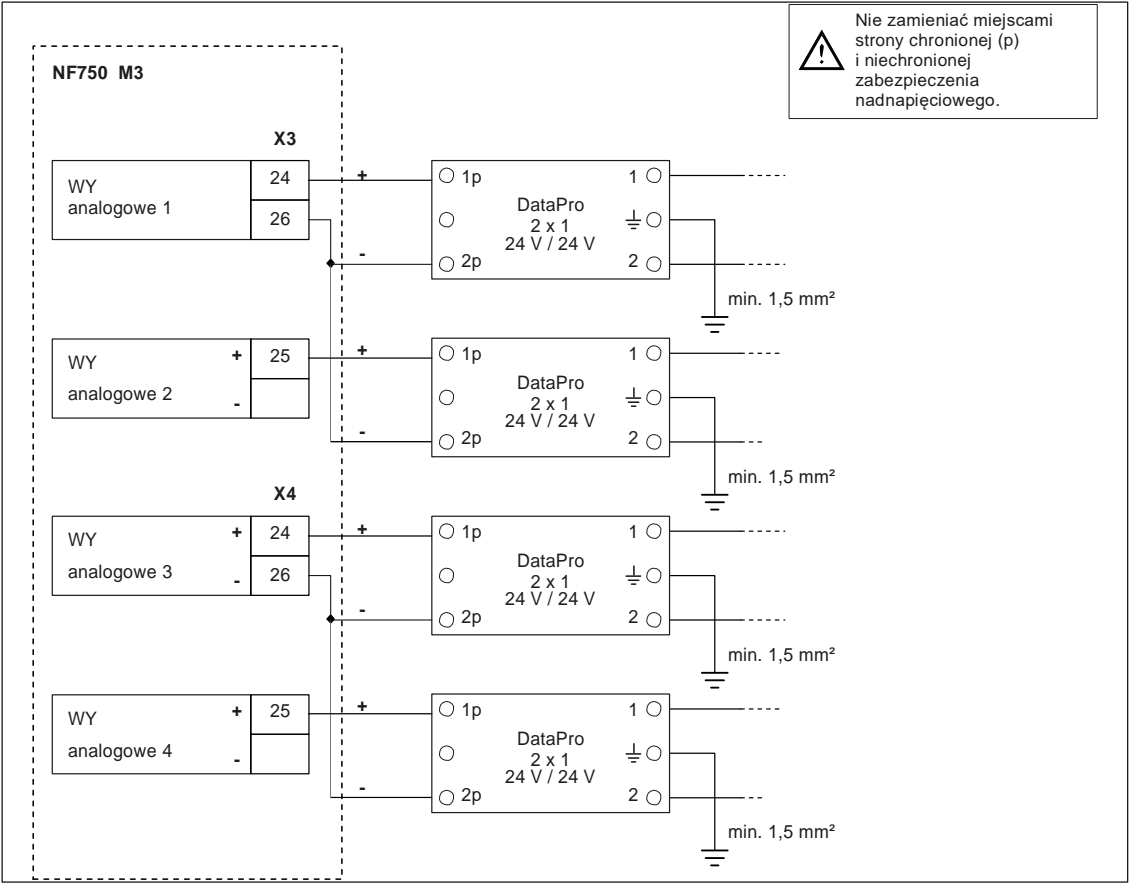 Nie zamieniać miejscami
strony chronionej (p)
i niechronionej
zabezpieczenia
nadnapięciowego.
NF750 M3
X3
WY
analogowe 1
24
26
+
-
1p
2p
DataPro
2 x 1
24 V / 24 V
1
2
min. 1,5 mm²
WY
analogowe 2
+
-
25
+
-
1p
2p
DataPro
2 x 1
24 V / 24 V
1
2
min. 1,5 mm²
X4
WY
analogowe 3
+
-
24
26
+
-
1p
2p
DataPro
2 x 1
24 V / 24 V
1
2
min. 1,5 mm²
WY
analogowe 4
+
-
25
+
-
1p
2p
DataPro
2 x 1
24 V / 24 V
1
2
min. 1,5 mm²